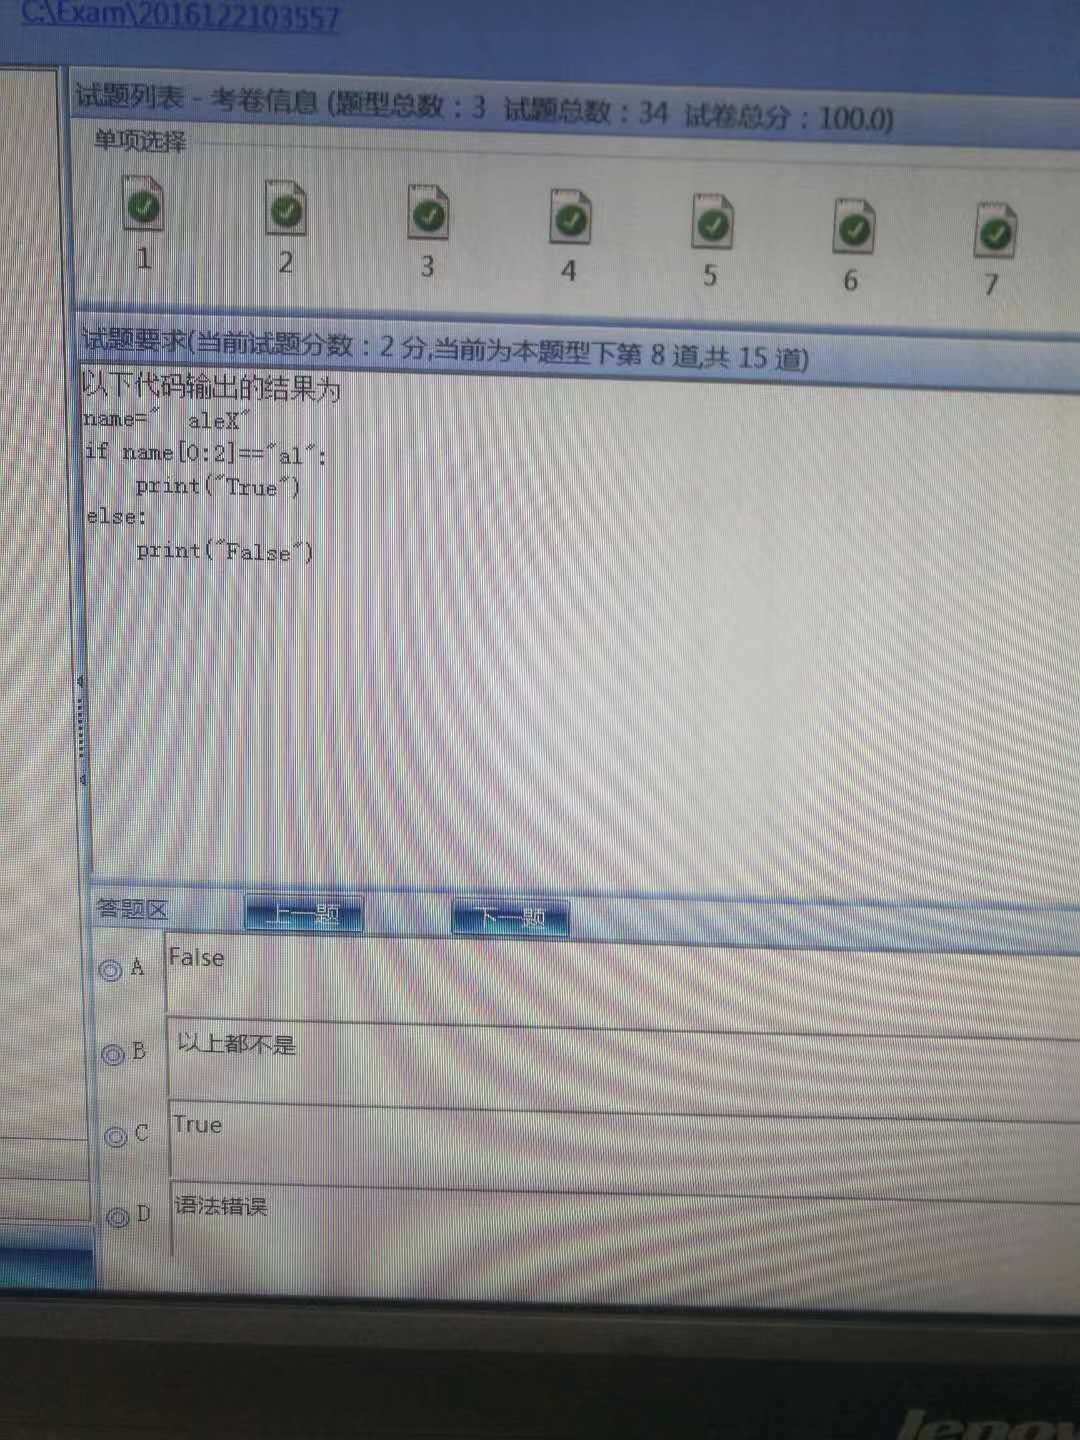 C:\Exam\2016122103557
试题列表 - 考卷信息 (题型总数：3 试题总数：34 试卷总分：100.0)
单项选择
1 2 3 4 5 6 7
试题要求(当前试题分数：2 分,当前为本题型下第 8 道,共 15 道)
以下代码输出的结果为
name="  aleX"
if name[0:2]=="al":
    print("True")
else:
    print("False")
答题区 上一题 下一题
A False
B 以上都不是
C True
D 语法错误